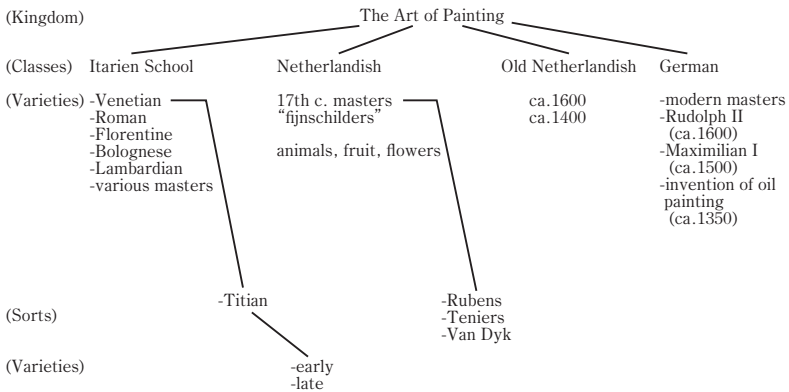 (Kingdom) The Art of Painting
(Classes) Itarien School Netherlandish Old Netherlandish German
(Varieties) -Venetian 17th c. masters ca.1600 -modern masters
-Roman "fijnschilders" ca.1400 -Rudolph II
-Florentine (ca.1600)
-Bolognese animals, fruit, flowers -Maximilian I
-Lambardian (ca.1500)
-various masters -invention of oil
painting
(ca.1350)
-Titian -Rubens
(Sorts) -Teniers
-Van Dyk
(Varieties) -early
-late